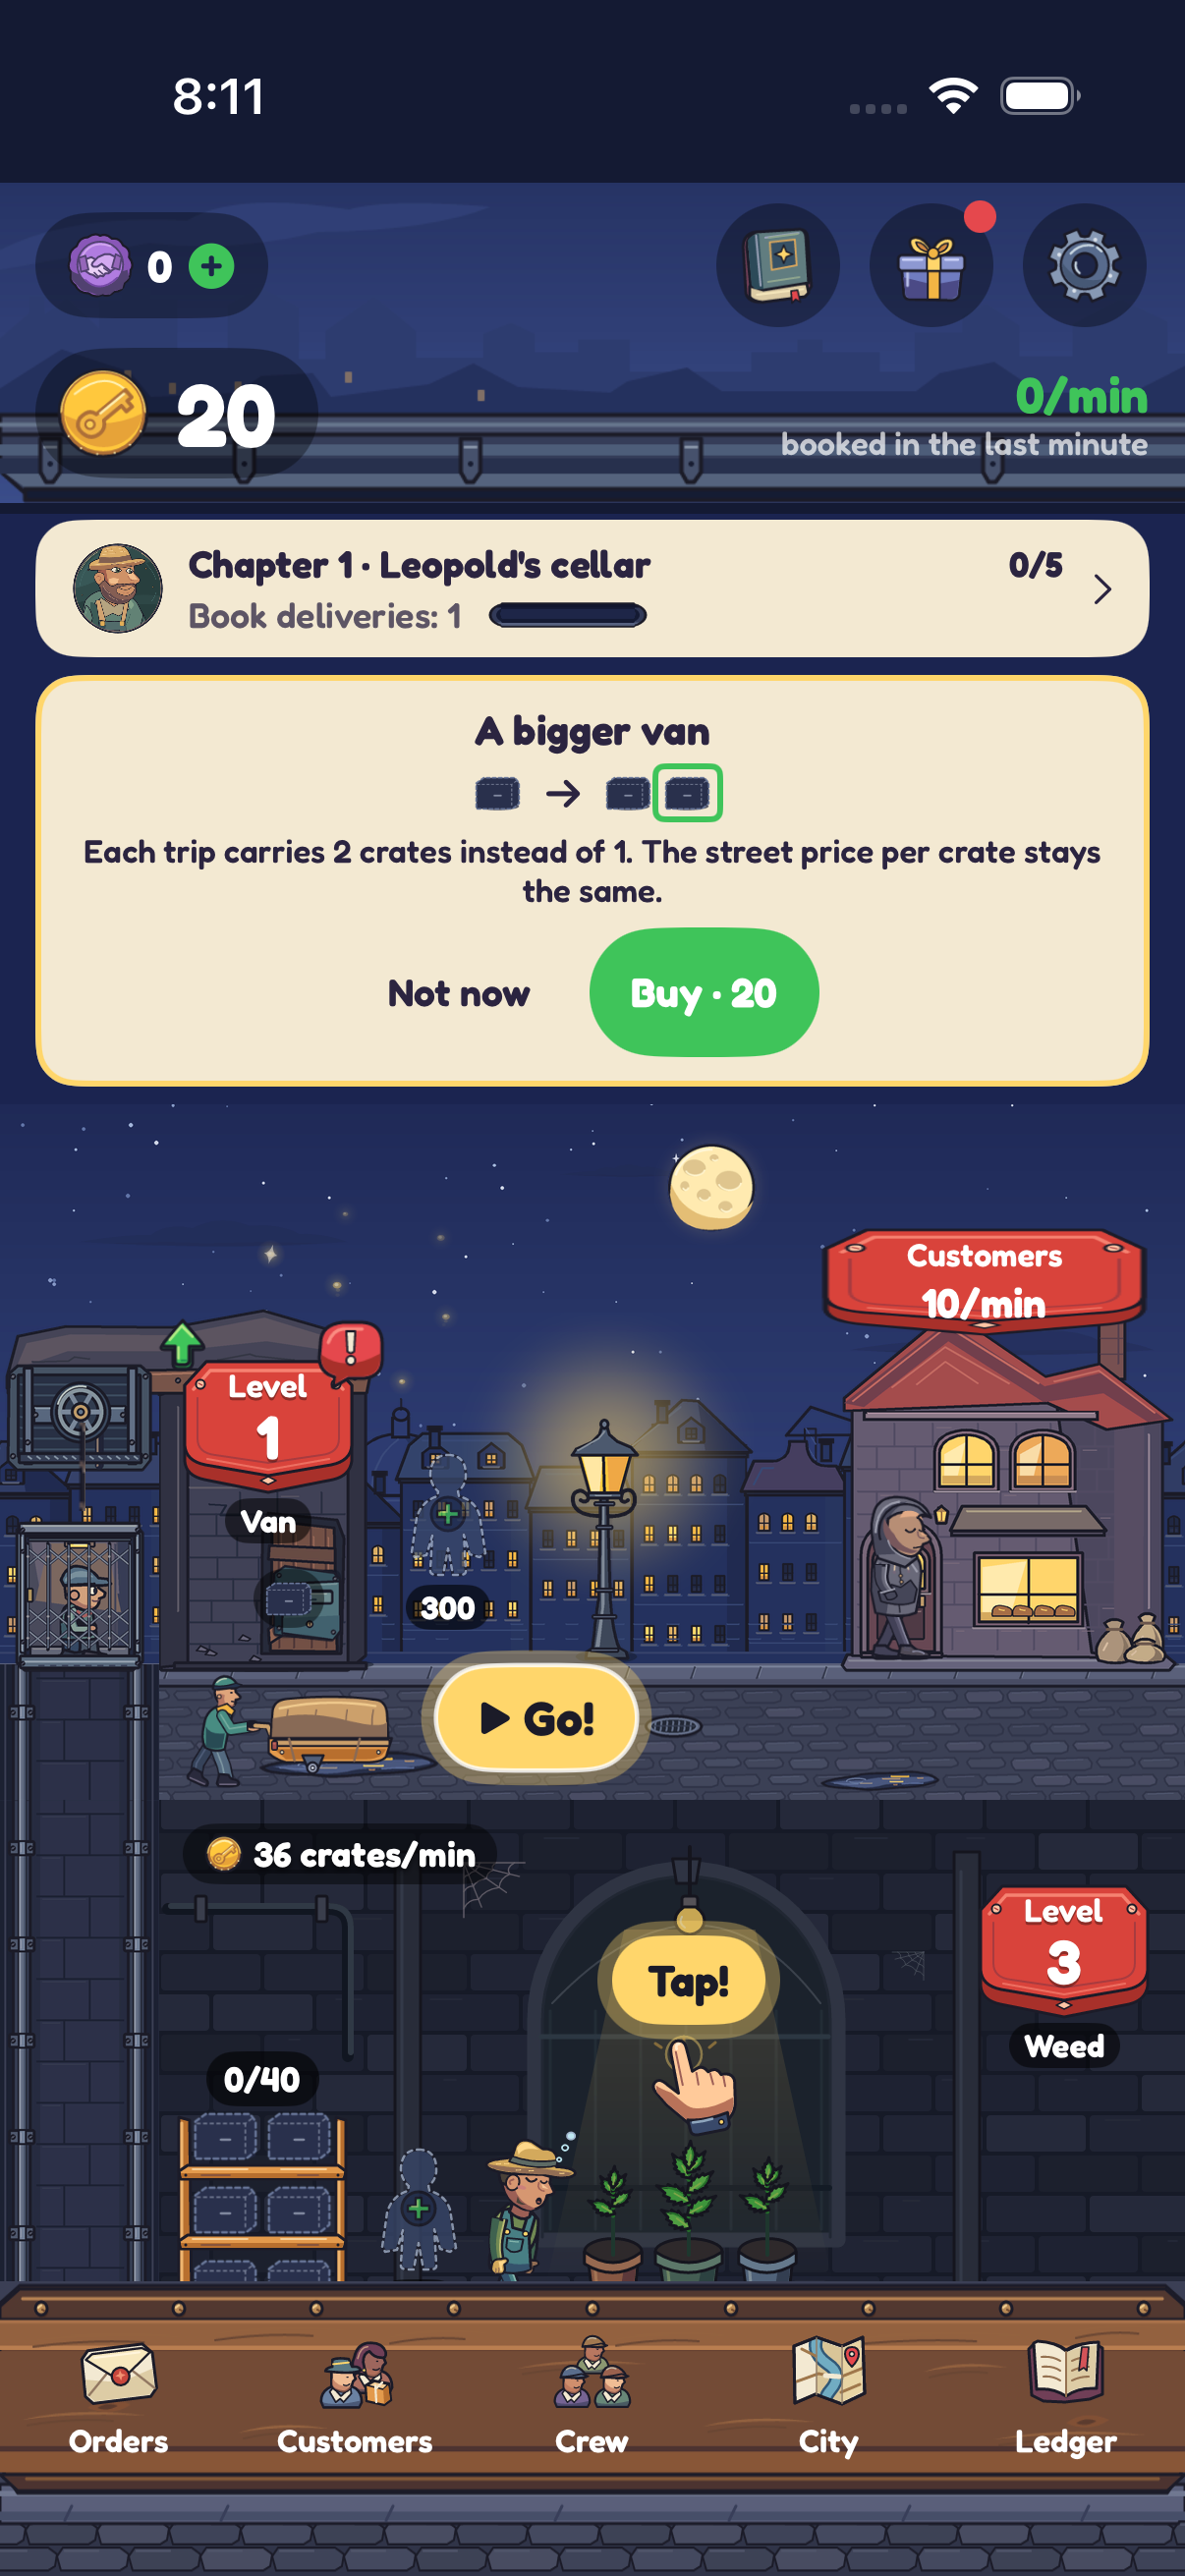 8:11
0
20
0/min
booked in the last minute
Chapter 1 · Leopold's cellar
0/5
Book deliveries: 1
A bigger van
Each trip carries 2 crates instead of 1. The street price per crate stays
the same.
Not now
Buy · 20
Customers
10/min
Level
1
Van
300
Go!
36 crates/min
Tap!
Level
3
Weed
0/40
Orders
Customers
Crew
City
Ledger